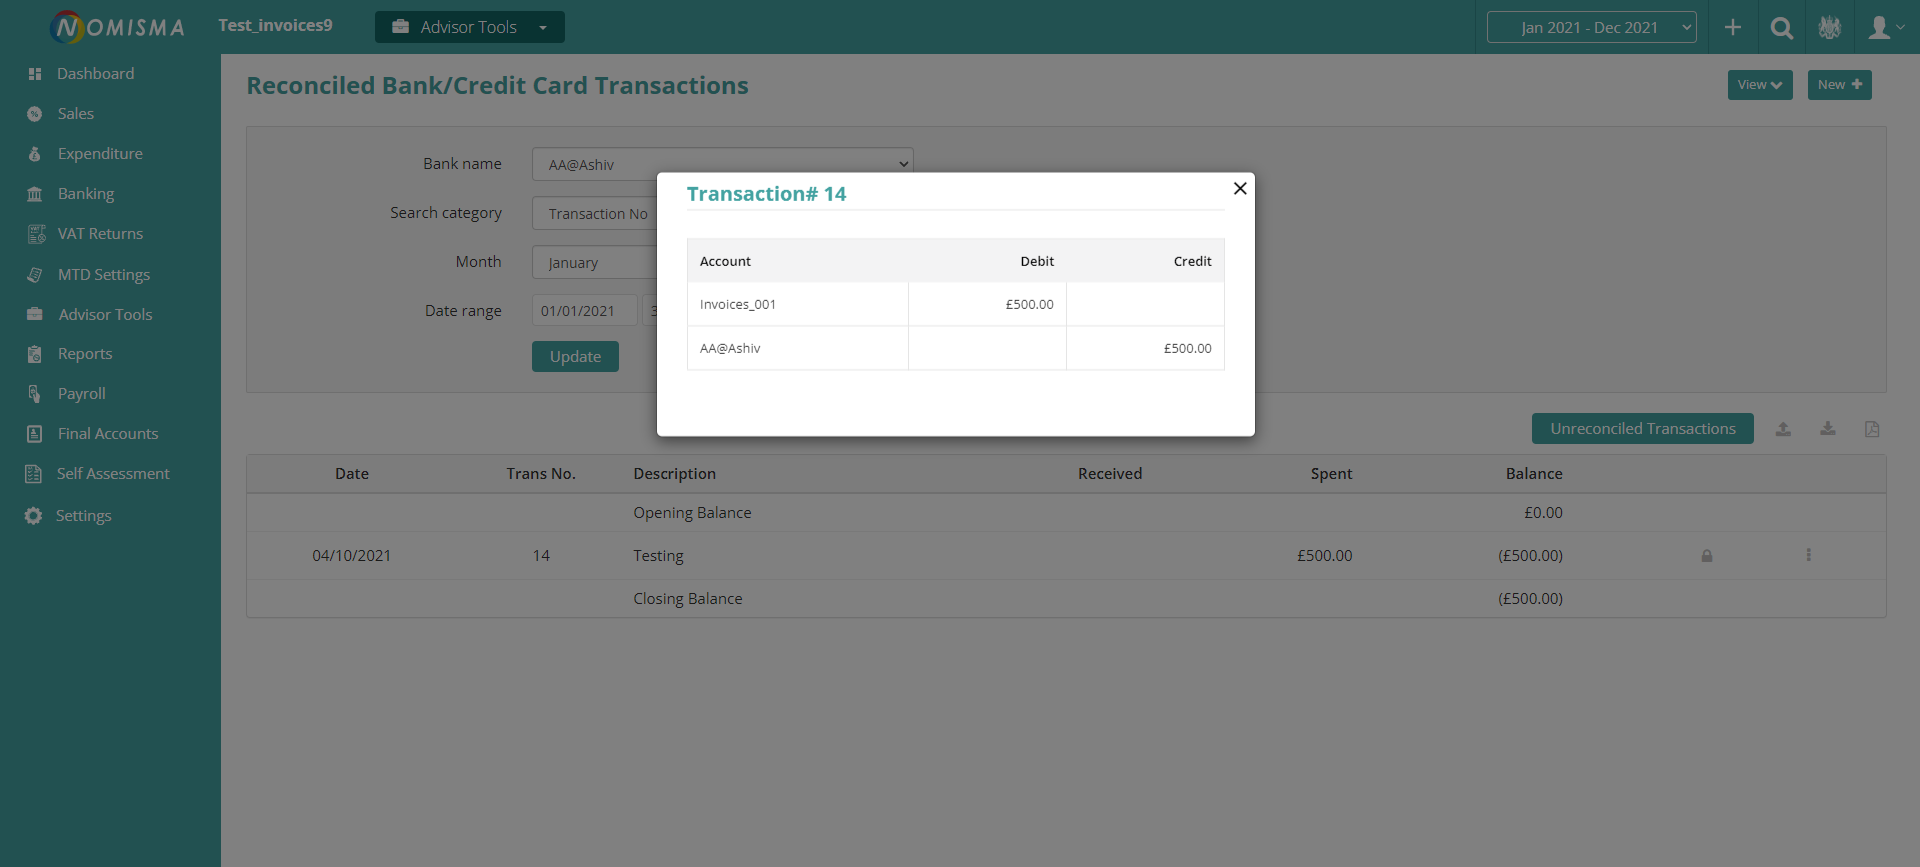 NOMISMA Test_invoices9 Advisor Tools Jan 2021 - Dec 2021
Dashboard
Sales
Expenditure
Banking
VAT Returns
MTD Settings
Advisor Tools
Reports
Payroll
Final Accounts
Self Assessment
Settings
Reconciled Bank/Credit Card Transactions View New
Bank name AA@Ashiv
Search category Transaction No
Month January
Date range 01/01/2021 3
Update
Transaction# 14
Account Debit Credit
Invoices_001 £500.00
AA@Ashiv £500.00
Unreconciled Transactions
Date Trans No. Description Received Spent Balance
Opening Balance £0.00
04/10/2021 14 Testing £500.00 (£500.00)
Closing Balance (£500.00)